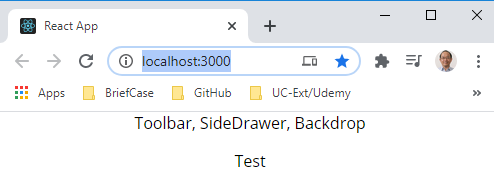 React App
localhost:3000
Apps BriefCase GitHub UC-Ext/Udemy »
Toolbar, SideDrawer, Backdrop
Test